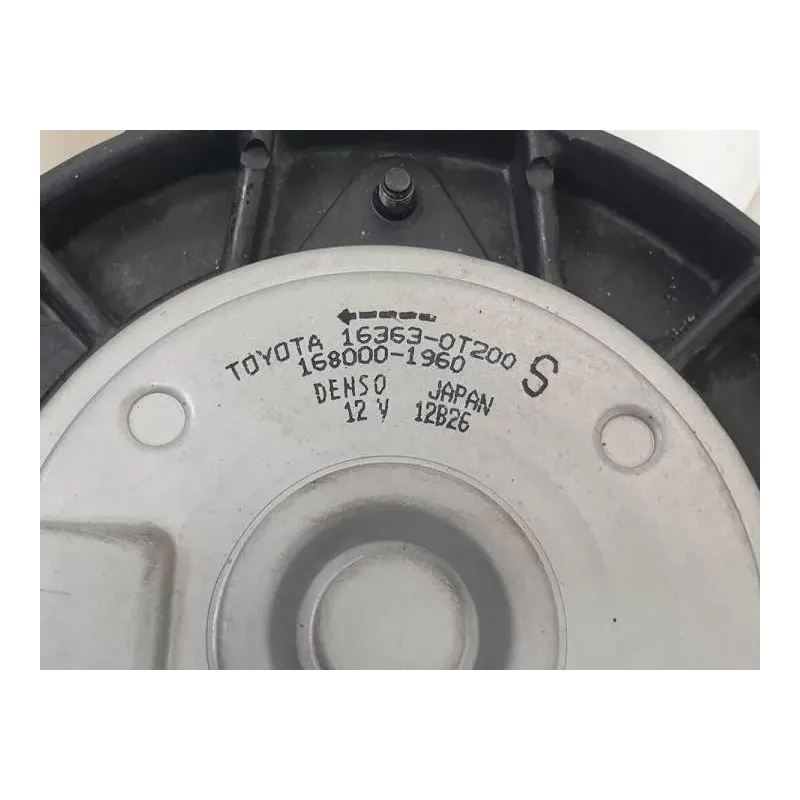 TOYOTA 16363-0T200 S
168000-1960
DENSO JAPAN
12 V 12B26